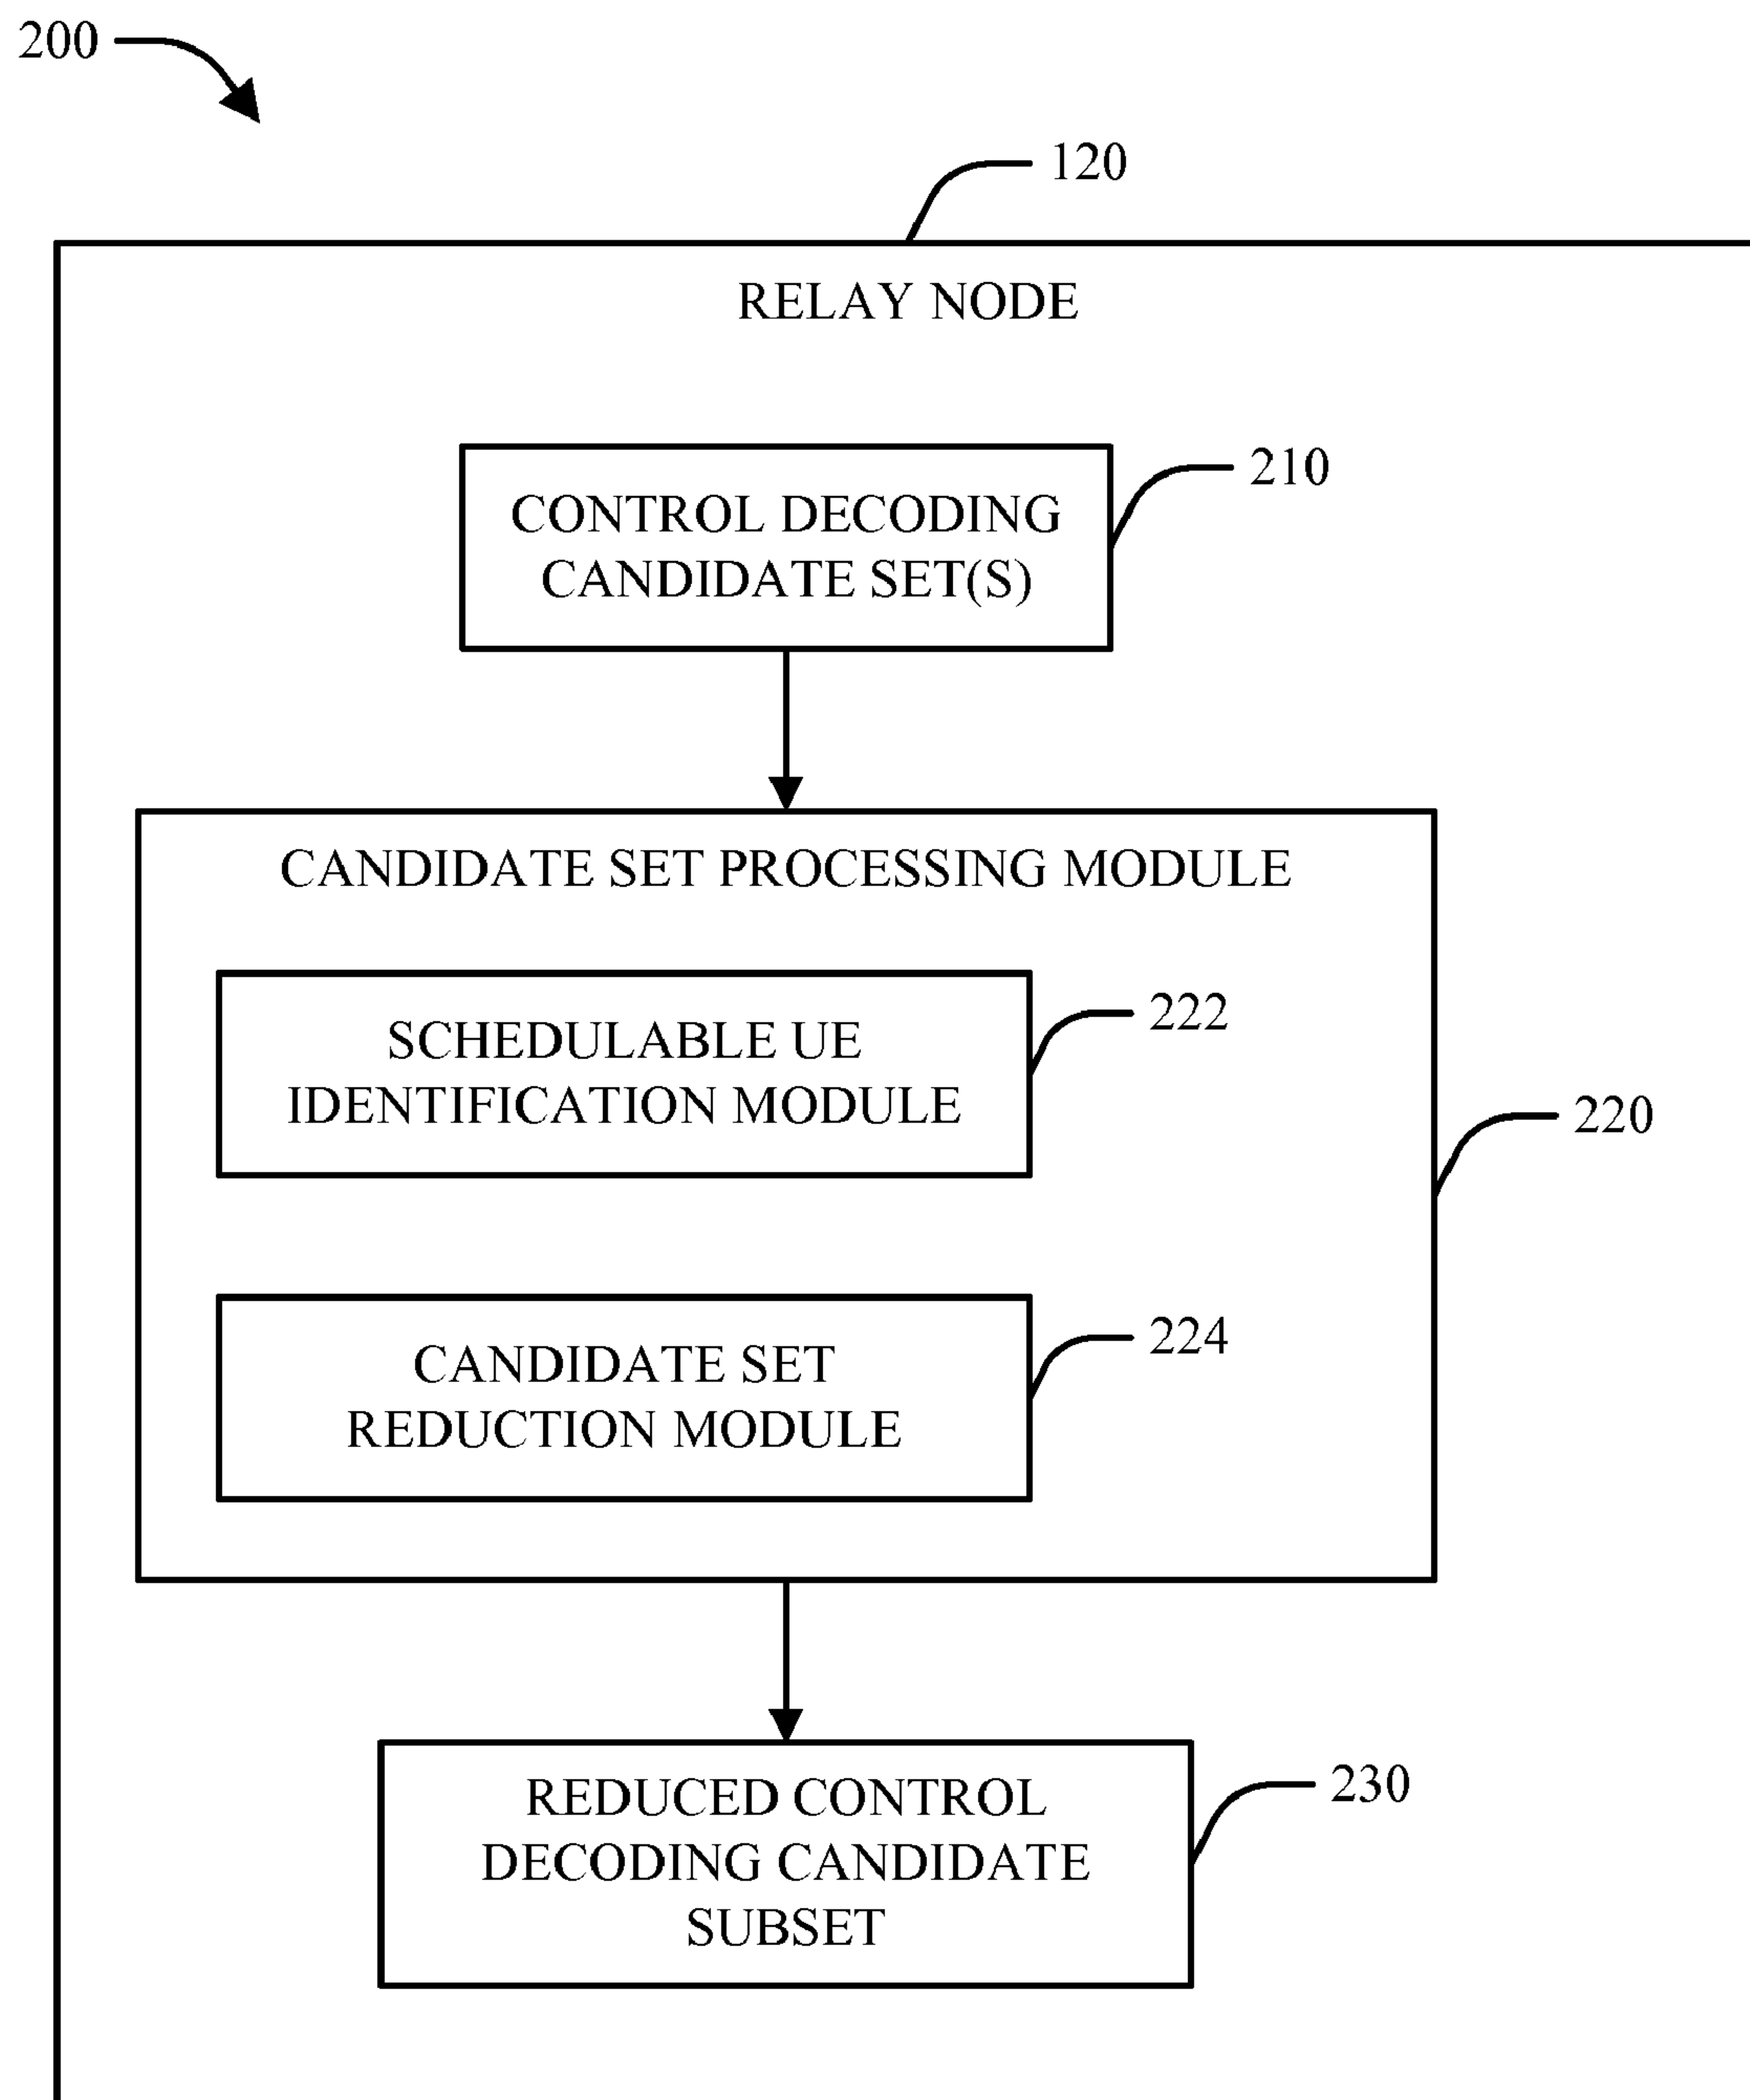 200
120
RELAY NODE
210
CONTROL DECODING
CANDIDATE SET(S)
CANDIDATE SET PROCESSING MODULE
222
SCHEDULABLE UE
IDENTIFICATION MODULE
220
224
CANDIDATE SET
REDUCTION MODULE
230
REDUCED CONTROL
DECODING CANDIDATE
SUBSET